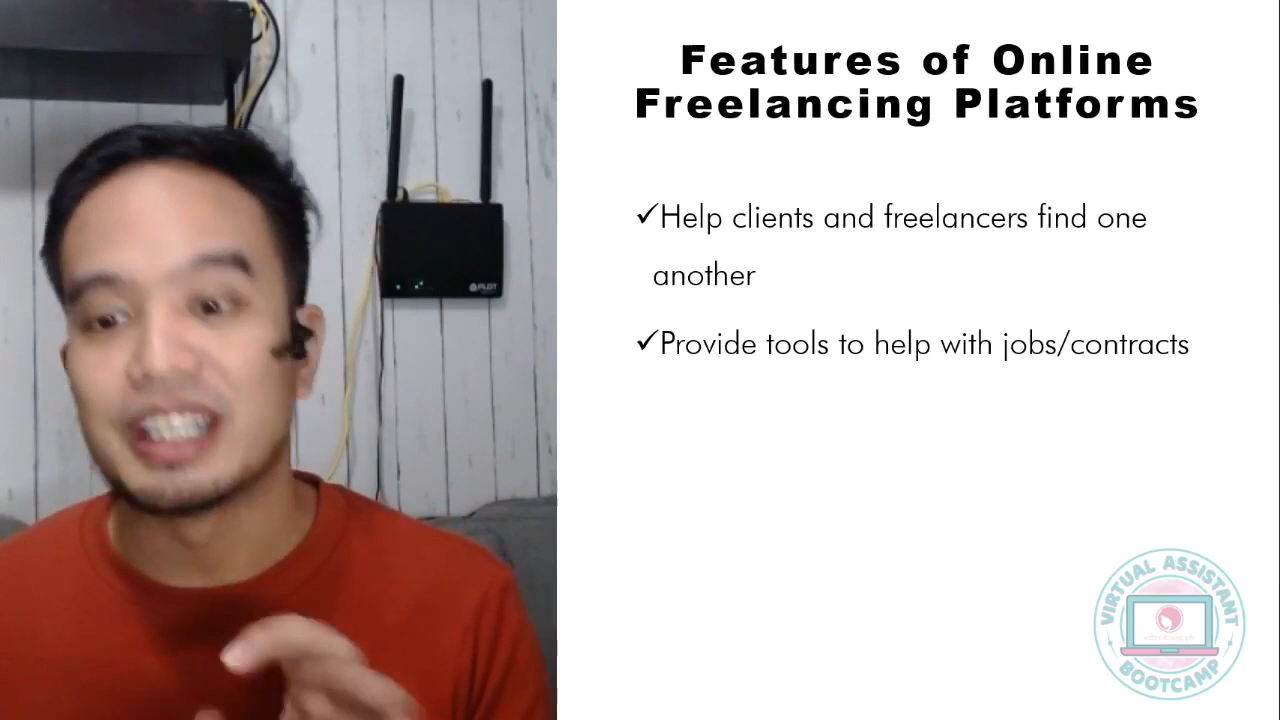 Features of Online
Freelancing Platforms
✓Help clients and freelancers find one
another
✓Provide tools to help with jobs/contracts
PLDT
VIRTUAL ASSISTANT
BOOTCAMP